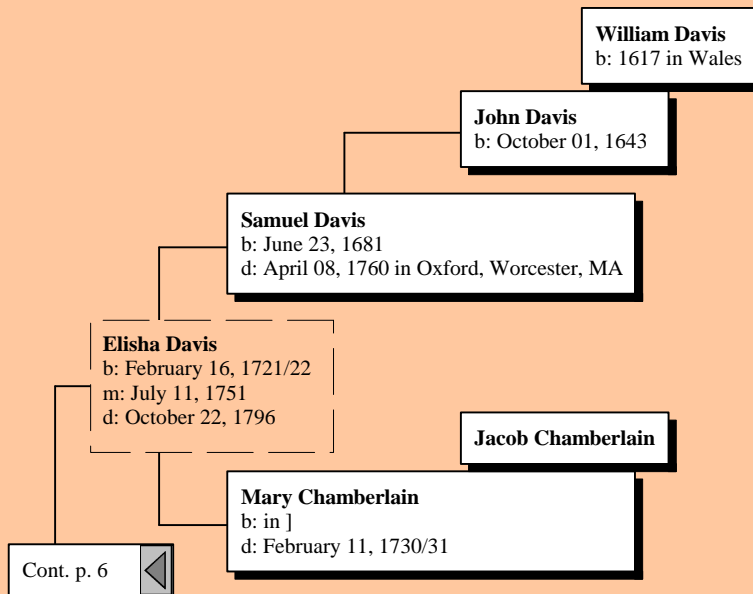 William Davis
b: 1617 in Wales
John Davis
b: October 01, 1643
Samuel Davis
b: June 23, 1681
d: April 08, 1760 in Oxford, Worcester, MA
Elisha Davis
b: February 16, 1721/22
m: July 11, 1751
d: October 22, 1796
Jacob Chamberlain
Mary Chamberlain
b: in ]
d: February 11, 1730/31
Cont. p. 6